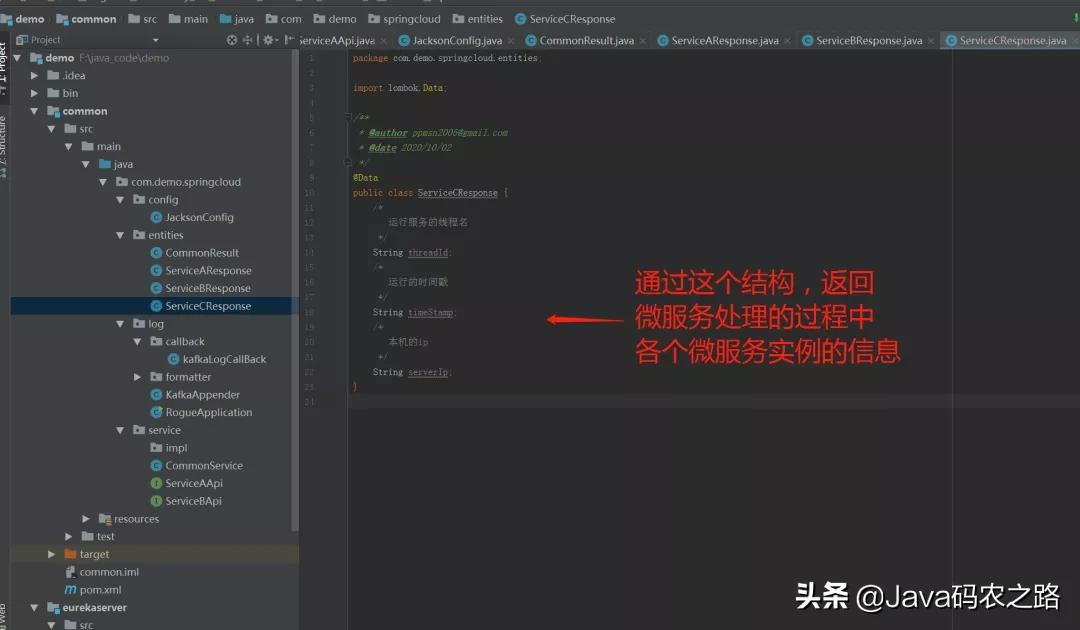 demo common src main java com demo springcloud entities ServiceCResponse
Project
erviceAApi.java JacksonConfig.java CommonResult.java ServiceAResponse.java ServiceBResponse.java ServiceCResponse.java
1: Project
7: Structure
Web
demo F:\java_code\demo
.idea
bin
common
src
main
java
com.demo.springcloud
config
JacksonConfig
entities
CommonResult
ServiceAResponse
ServiceBResponse
ServiceCResponse
log
callback
kafkaLogCallBack
formatter
KafkaAppender
RogueApplication
service
impl
CommonService
ServiceAApi
ServiceBApi
resources
test
target
common.iml
pom.xml
eurekaserver
src
1 package com.demo.springcloud.entities;
2
3 import lombok.Data;
4
5 /**
6 * @author ppmsn2005@gmail.com
7 * @date 2020/10/02
8 */
9 @Data
10 public class ServiceCResponse {
11 /*
12 运行服务的线程名
13 */
14 String threadId;
15 /*
16 运行的时间戳
17 */
18 String timeStamp;
19 /*
20 本机的ip
21 */
22 String serverIp;
23 }
24
通过这个结构，返回
微服务处理的过程中
各个微服务实例的信息
头条 @Java码农之路